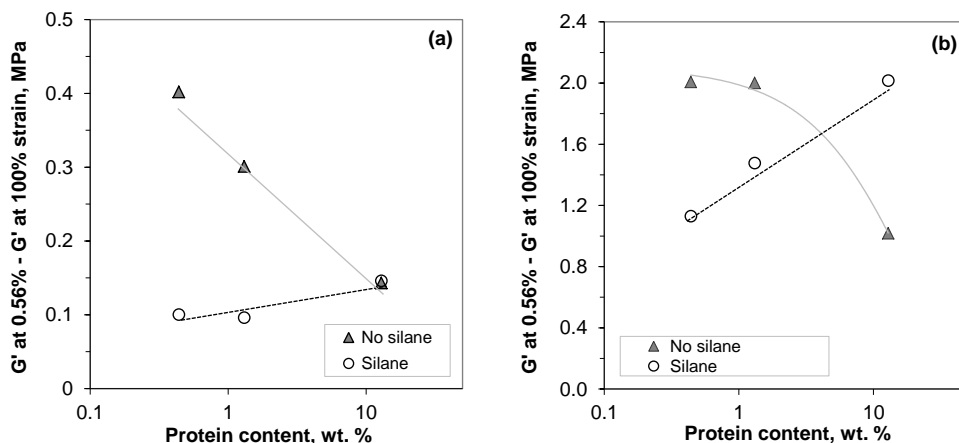 G' at 0.56% - G' at 100% strain, MPa
0.5
0.4
0.3
0.2
0.1
0
(a)
No silane
Silane
0.1
1
10
Protein content, wt. %
G' at 0.56% - G' at 100% strain, MPa
2.4
2.0
1.6
1.2
0.8
0.4
0.0
(b)
No silane
Silane
0.1
1
10
Protein content, wt. %